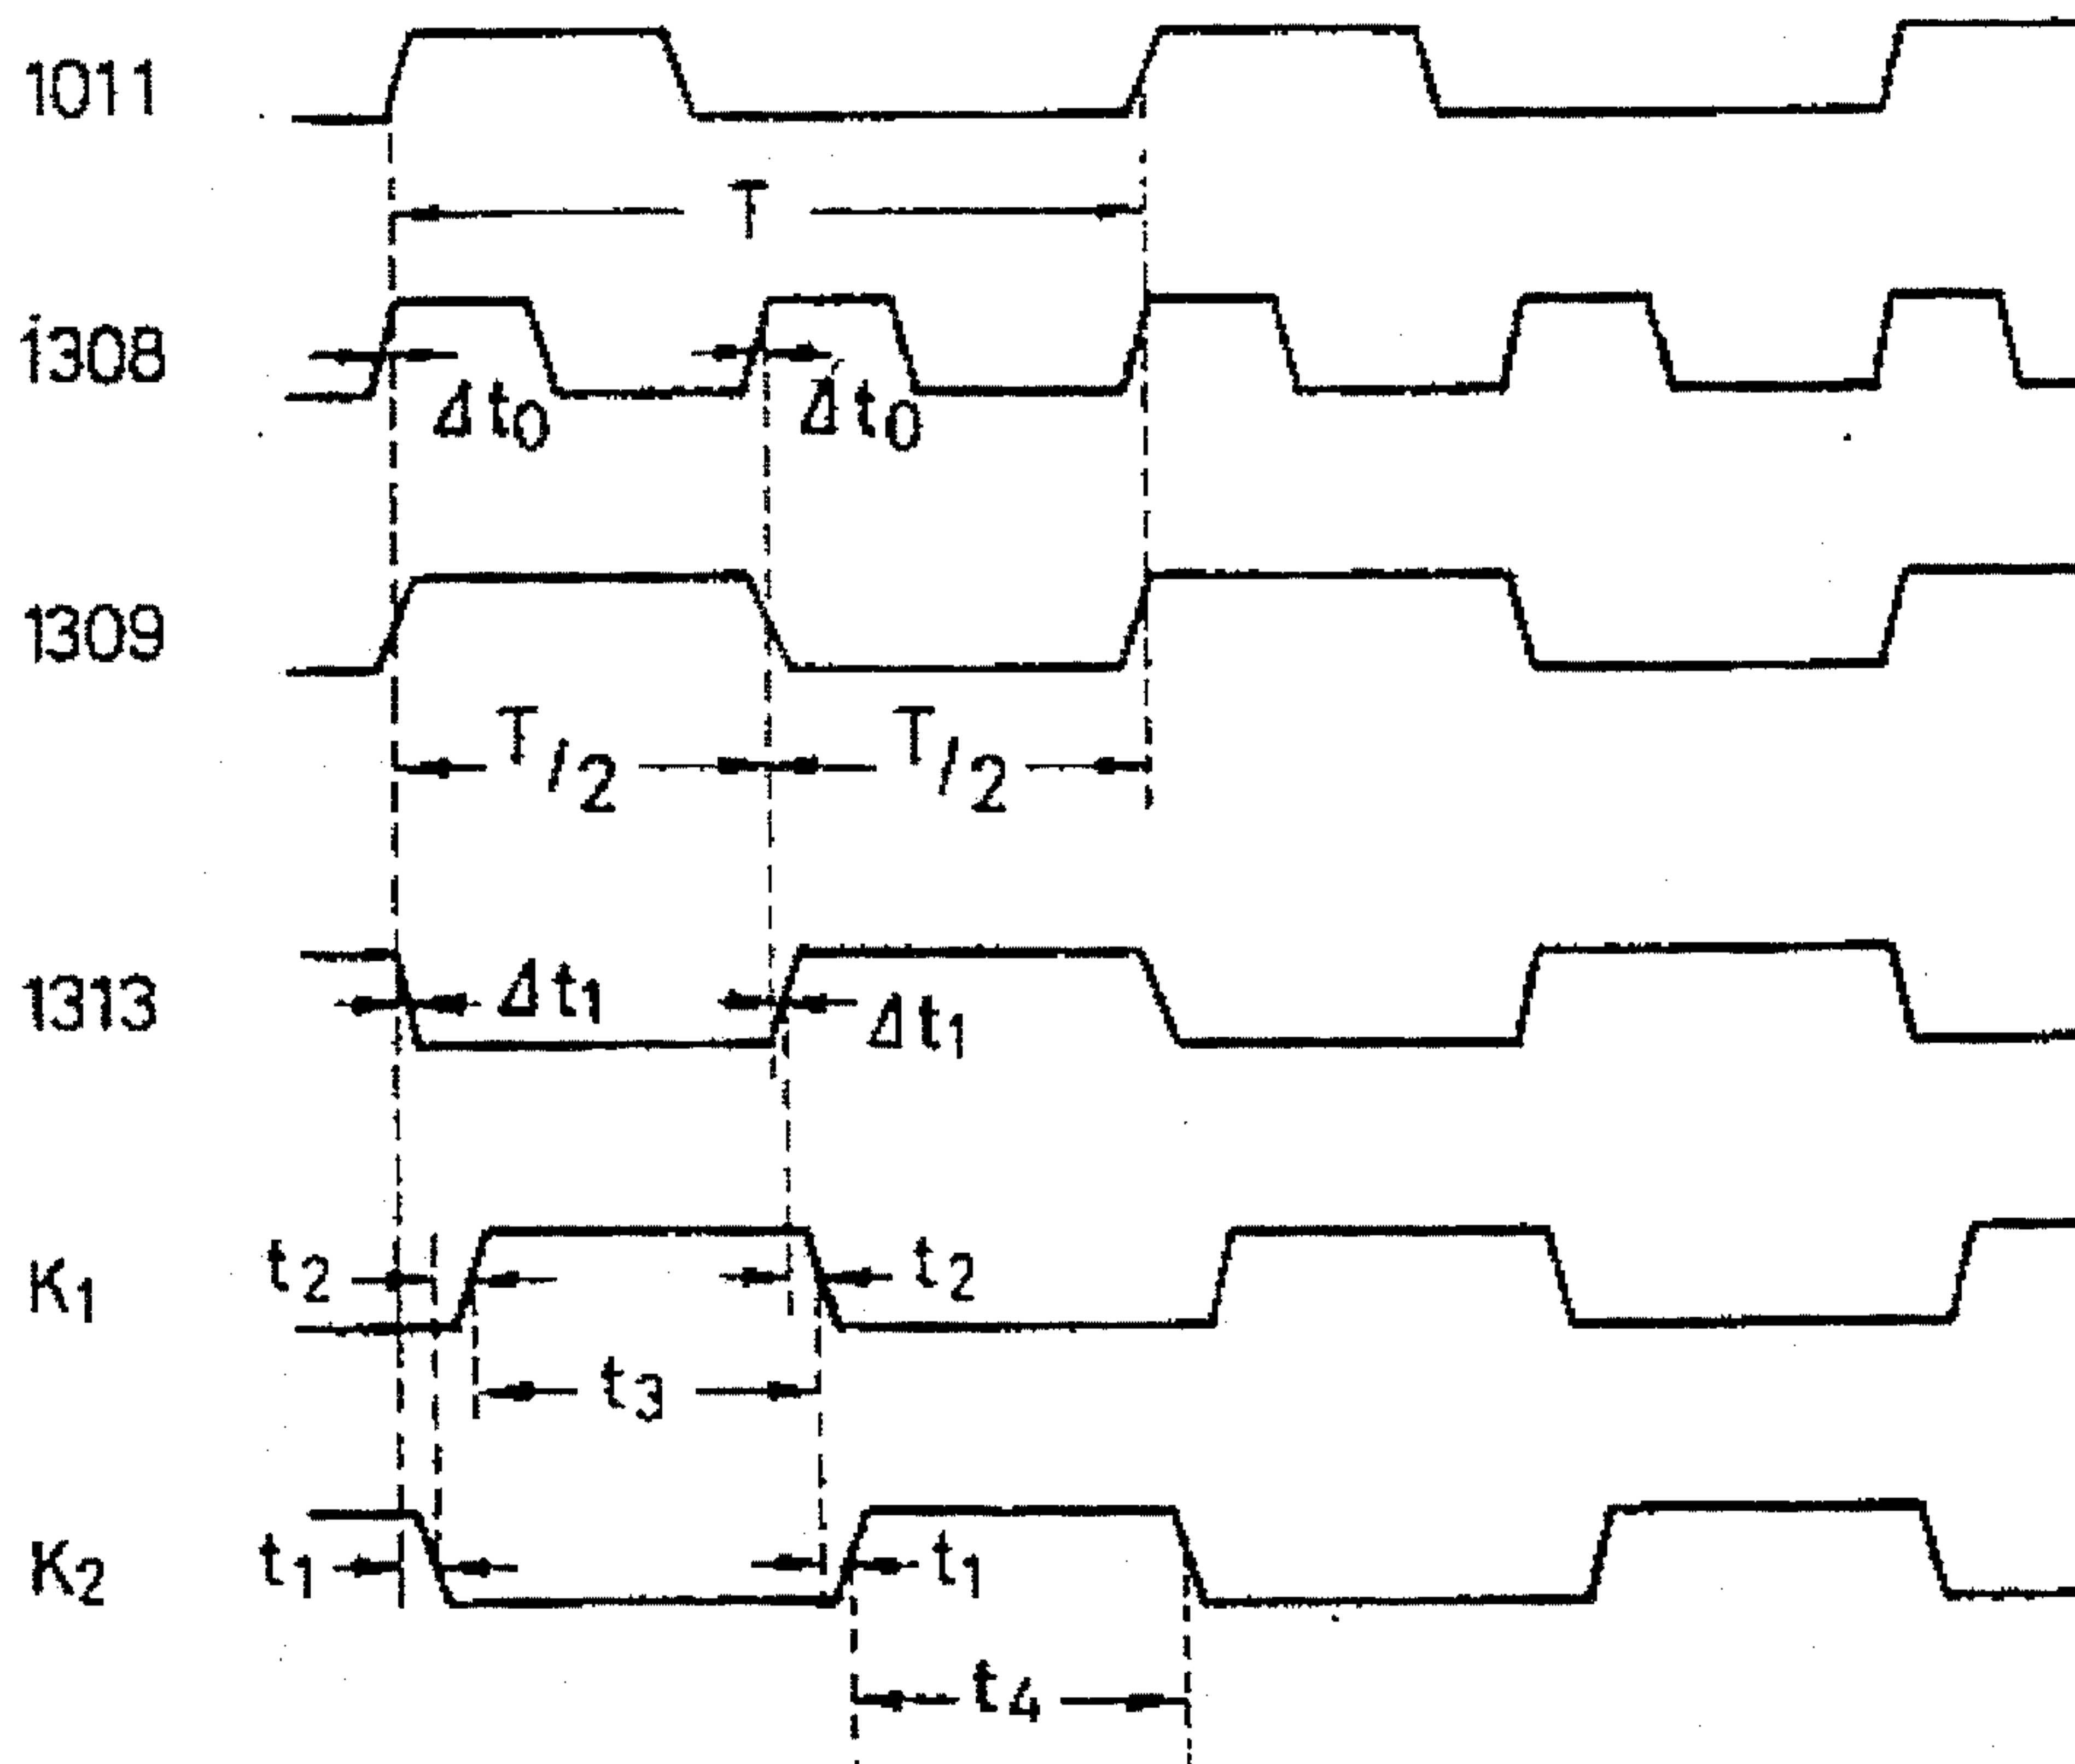 1011
T
1308
Δt₀ Δt₀
1309
T/2 T/2
1313
Δt₁ Δt₁
K₁
t₂ t₂
t₃
K₂
t₁ t₁
t₄